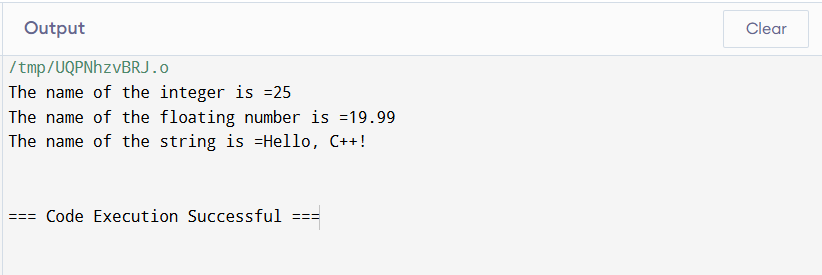 Output
Clear
/tmp/UQPNhzvBRJ.o
The name of the integer is =25
The name of the floating number is =19.99
The name of the string is =Hello, C++!
=== Code Execution Successful ===